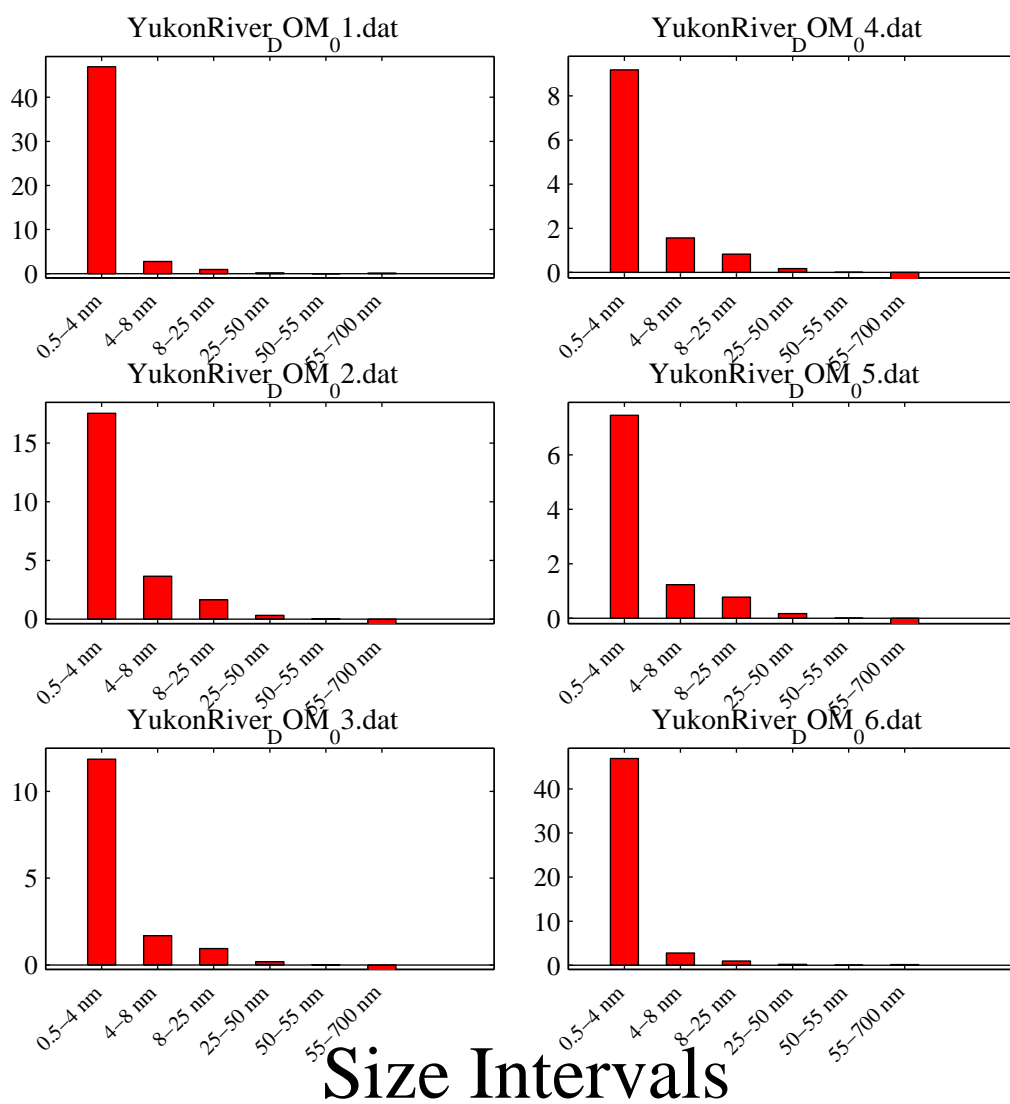 YukonRiver_DOM_01.dat
40
30
20
10
0
0.5–4 nm
4–8 nm
8–25 nm
25–50 nm
50–55 nm
55–700 nm
YukonRiver_DOM_04.dat
8
6
4
2
0
0.5–4 nm
4–8 nm
8–25 nm
25–50 nm
50–55 nm
55–700 nm
YukonRiver_DOM_02.dat
15
10
5
0
0.5–4 nm
4–8 nm
8–25 nm
25–50 nm
50–55 nm
55–700 nm
YukonRiver_DOM_05.dat
6
4
2
0
0.5–4 nm
4–8 nm
8–25 nm
25–50 nm
50–55 nm
55–700 nm
YukonRiver_DOM_03.dat
10
5
0
0.5–4 nm
4–8 nm
8–25 nm
25–50 nm
50–55 nm
55–700 nm
YukonRiver_DOM_06.dat
40
30
20
10
0
0.5–4 nm
4–8 nm
8–25 nm
25–50 nm
50–55 nm
55–700 nm
Size Intervals